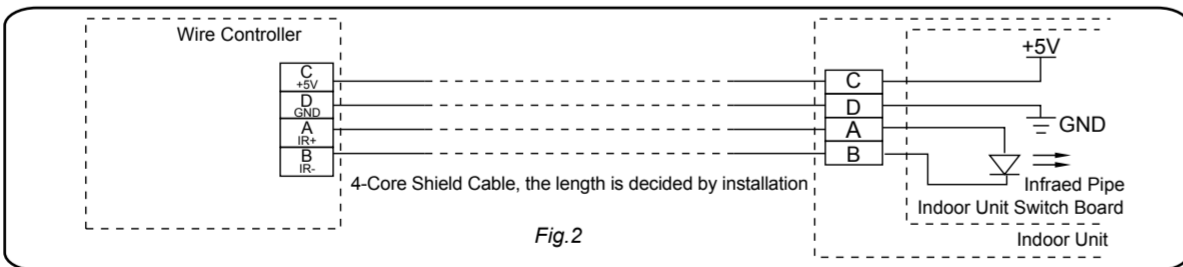 Wire Controller
C
+5V
D
GND
A
IR+
B
IR-
4-Core Shield Cable, the length is decided by installation
Fig.2
C
D
A
B
+5V
GND
Infraed Pipe
Indoor Unit Switch Board
Indoor Unit